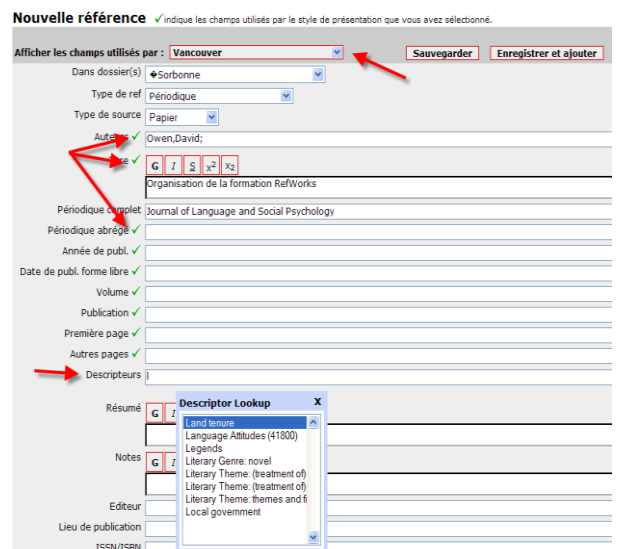 Nouvelle référence ✓indique les champs utilisés par le style de présentation que vous avez sélectionné.
Afficher les champs utilisés par : Vancouver Sauvegarder Enregistrer et ajouter
Dans dossier(s) �Sorbonne
Type de ref Périodique
Type de source Papier
Auteurs ✓ Owen,David;
✓ G I S x² x₂
Organisation de la formation RefWorks
Périodique complet Journal of Language and Social Psychology
Périodique abrégé ✓
Année de publ. ✓
Date de publ. forme libre ✓
Volume ✓
Publication ✓
Première page ✓
Autres pages ✓
Descripteurs
Résumé G I
Descriptor Lookup X
Land tenure
Language Attitudes (41800)
Legends
Literary Genre: novel
Literary Theme: (treatment of)
Literary Theme: (treatment of)
Literary Theme: themes and fi
Local government
Notes G I
Editeur
Lieu de publication
ISSN/ISBN